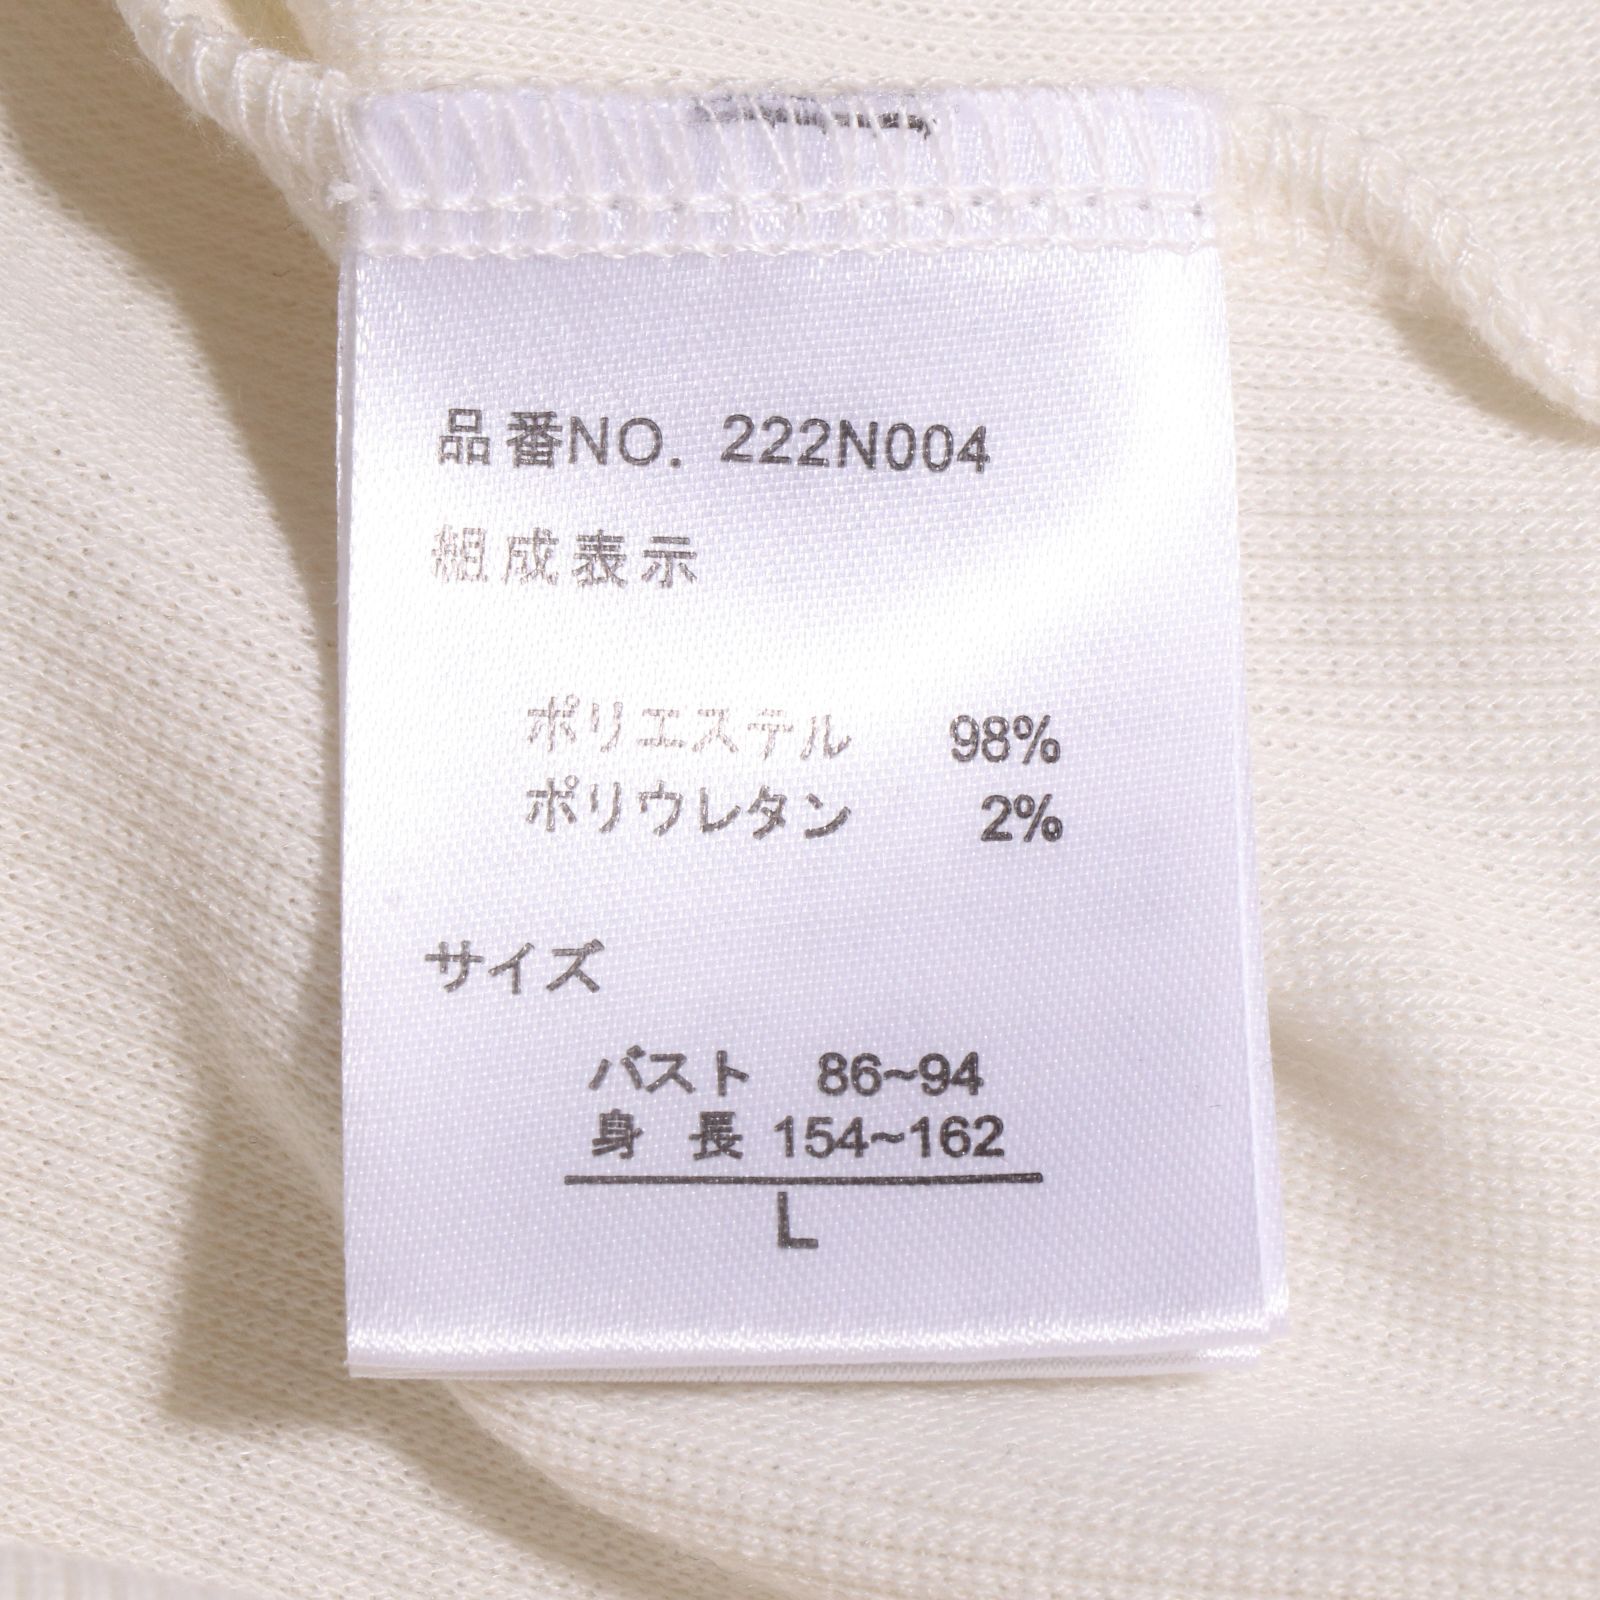 品番NO. 222N004
組成表示
ポリエステル 98%
ポリウレタン 2%
サイズ
バスト 86~94
身 長 154~162
L